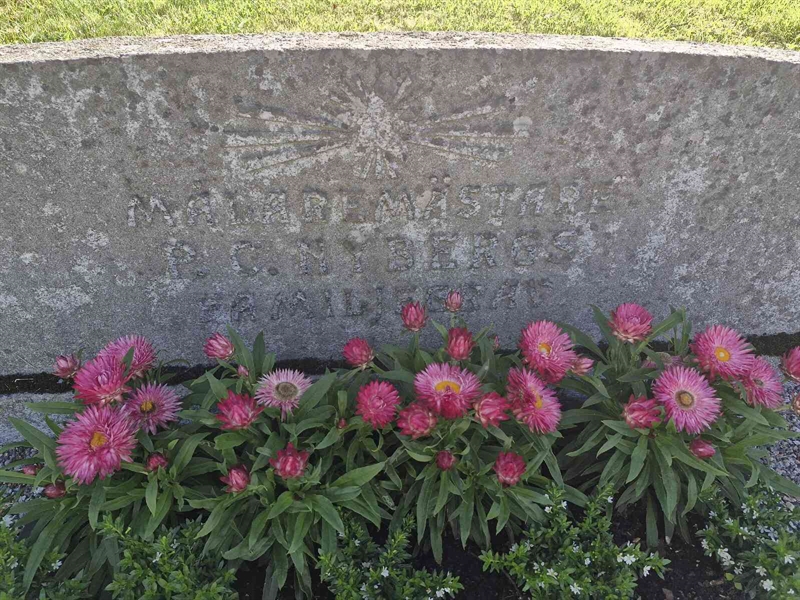 MÅLAREMÄSTARE
P. C. NYBERGS
FAMILJEGRAV